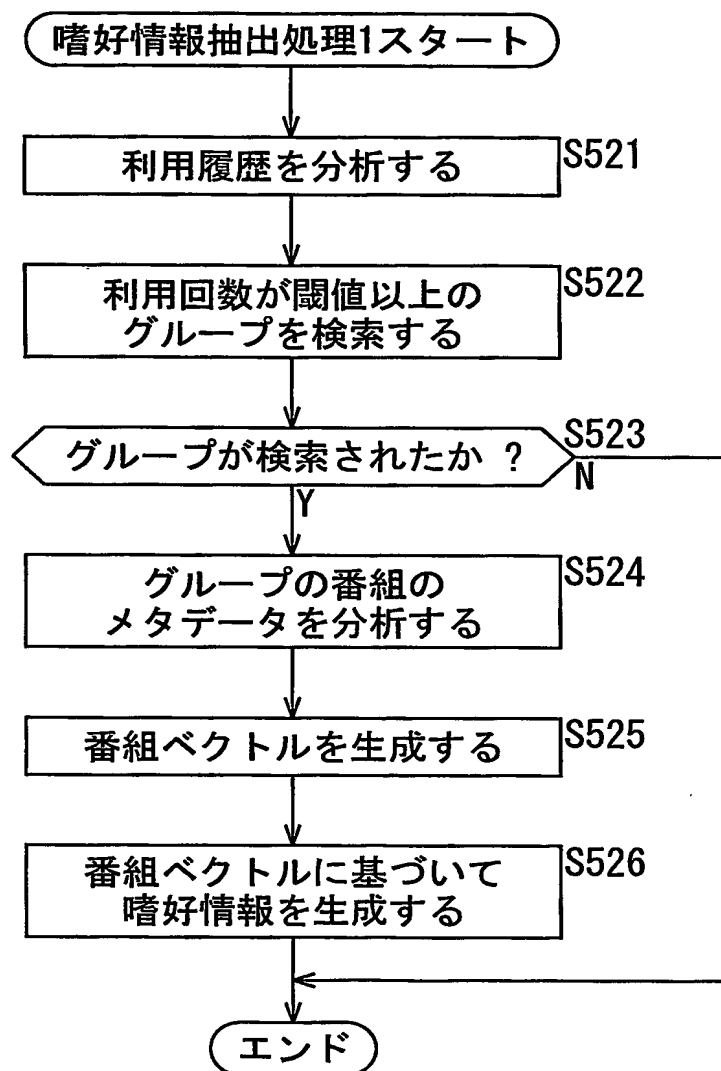 嗜好情報抽出処理1スタート
利用履歴を分析する
S521
利用回数が閾値以上の
グループを検索する
S522
グループが検索されたか ?
S523
N
Y
グループの番組の
メタデータを分析する
S524
番組ベクトルを生成する
S525
番組ベクトルに基づいて
嗜好情報を生成する
S526
エンド